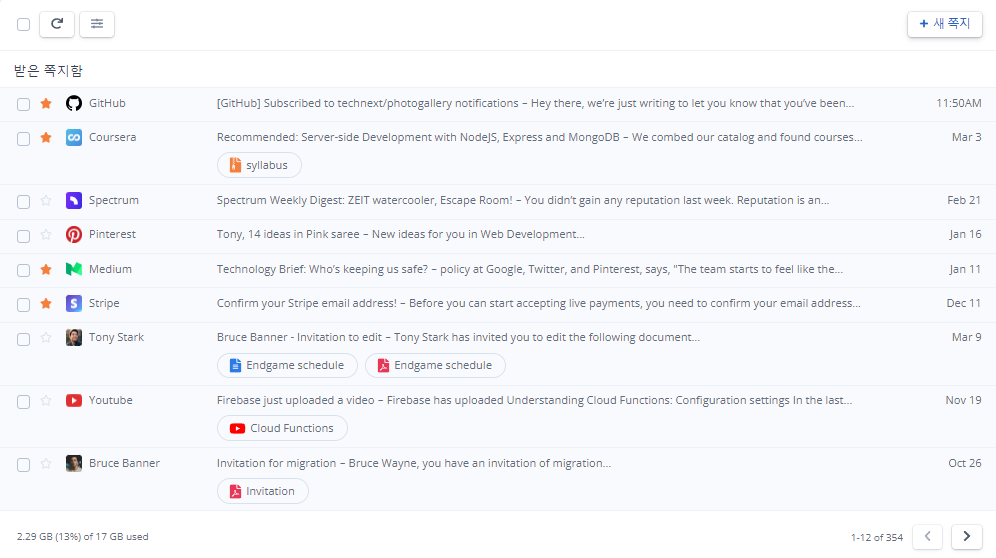 + 새 쪽지
받은 쪽지함
GitHub [GitHub] Subscribed to technext/photogallery notifications – Hey there, we’re just writing to let you know that you’ve been... 11:50AM
Coursera Recommended: Server-side Development with NodeJS, Express and MongoDB – We combed our catalog and found courses... Mar 3
syllabus
Spectrum Spectrum Weekly Digest: ZEIT watercooler, Escape Room! – You didn’t gain any reputation last week. Reputation is an... Feb 21
Pinterest Tony, 14 ideas in Pink saree – New ideas for you in Web Development... Jan 16
Medium Technology Brief: Who’s keeping us safe? – policy at Google, Twitter, and Pinterest, says, "The team starts to feel like the... Jan 11
Stripe Confirm your Stripe email address! – Before you can start accepting live payments, you need to confirm your email address... Dec 11
Tony Stark Bruce Banner - Invitation to edit – Tony Stark has invited you to edit the following document... Mar 9
Endgame schedule Endgame schedule
Youtube Firebase just uploaded a video – Firebase has uploaded Understanding Cloud Functions: Configuration settings In the last... Nov 19
Cloud Functions
Bruce Banner Invitation for migration – Bruce Wayne, you have an invitation of migration... Oct 26
Invitation
2.29 GB (13%) of 17 GB used 1-12 of 354